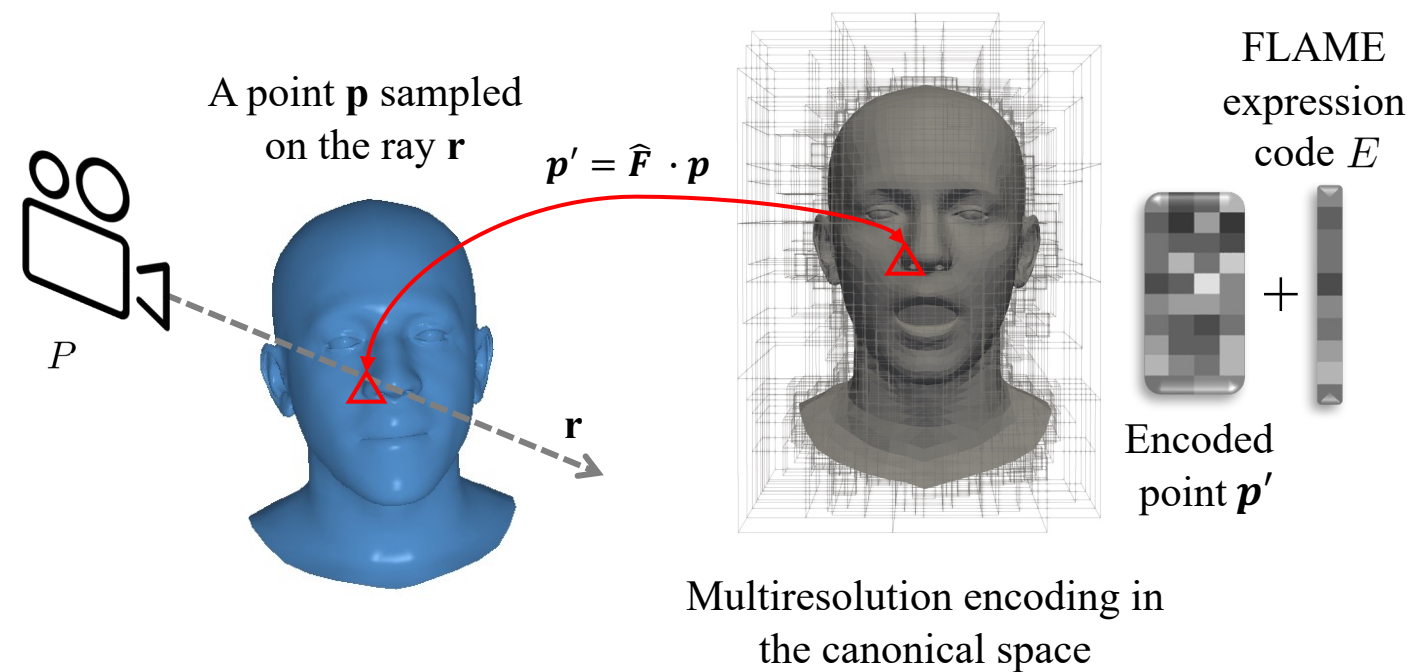 A point p sampled
on the ray r
P
r
p′ = F̂ · p
FLAME
expression
code E
+
Encoded
point p′
Multiresolution encoding in
the canonical space